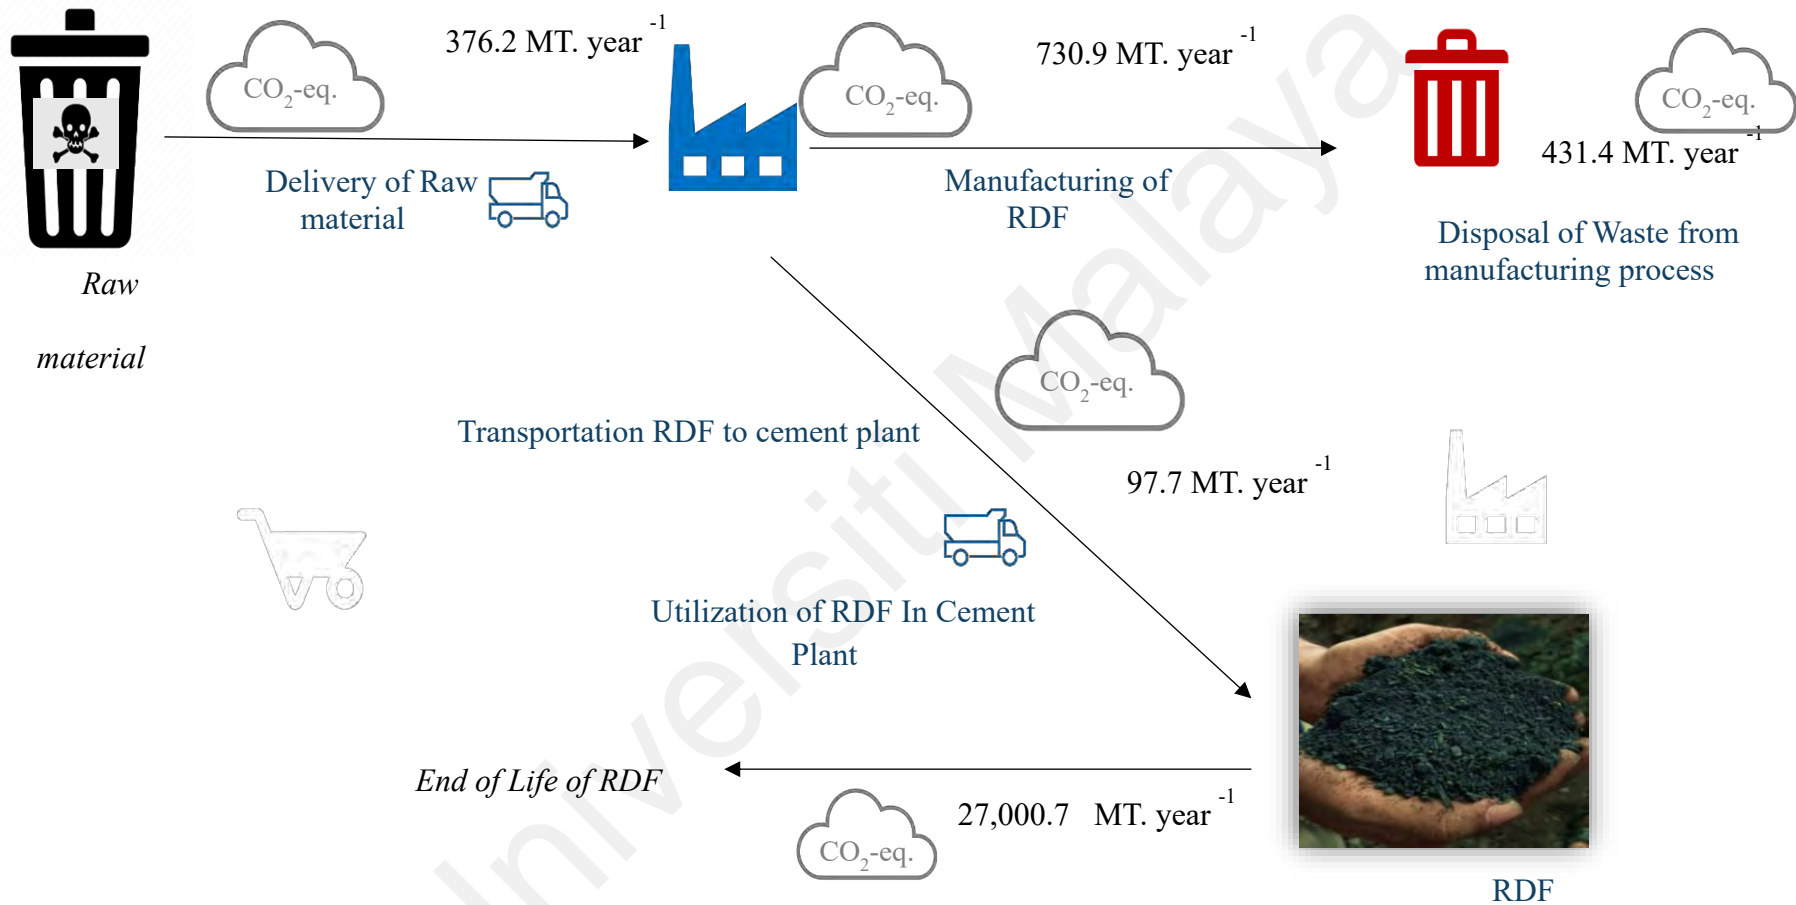 376.2 MT. year -1
730.9 MT. year -1
CO2-eq.
CO2-eq.
CO2-eq.
431.4 MT. year -1
Delivery of Raw
material
Manufacturing of
RDF
Disposal of Waste from
manufacturing process
Raw
material
CO2-eq.
Transportation RDF to cement plant
97.7 MT. year -1
Utilization of RDF In Cement
Plant
End of Life of RDF
27,000.7 MT. year -1
CO2-eq.
RDF
Universiti Malaya